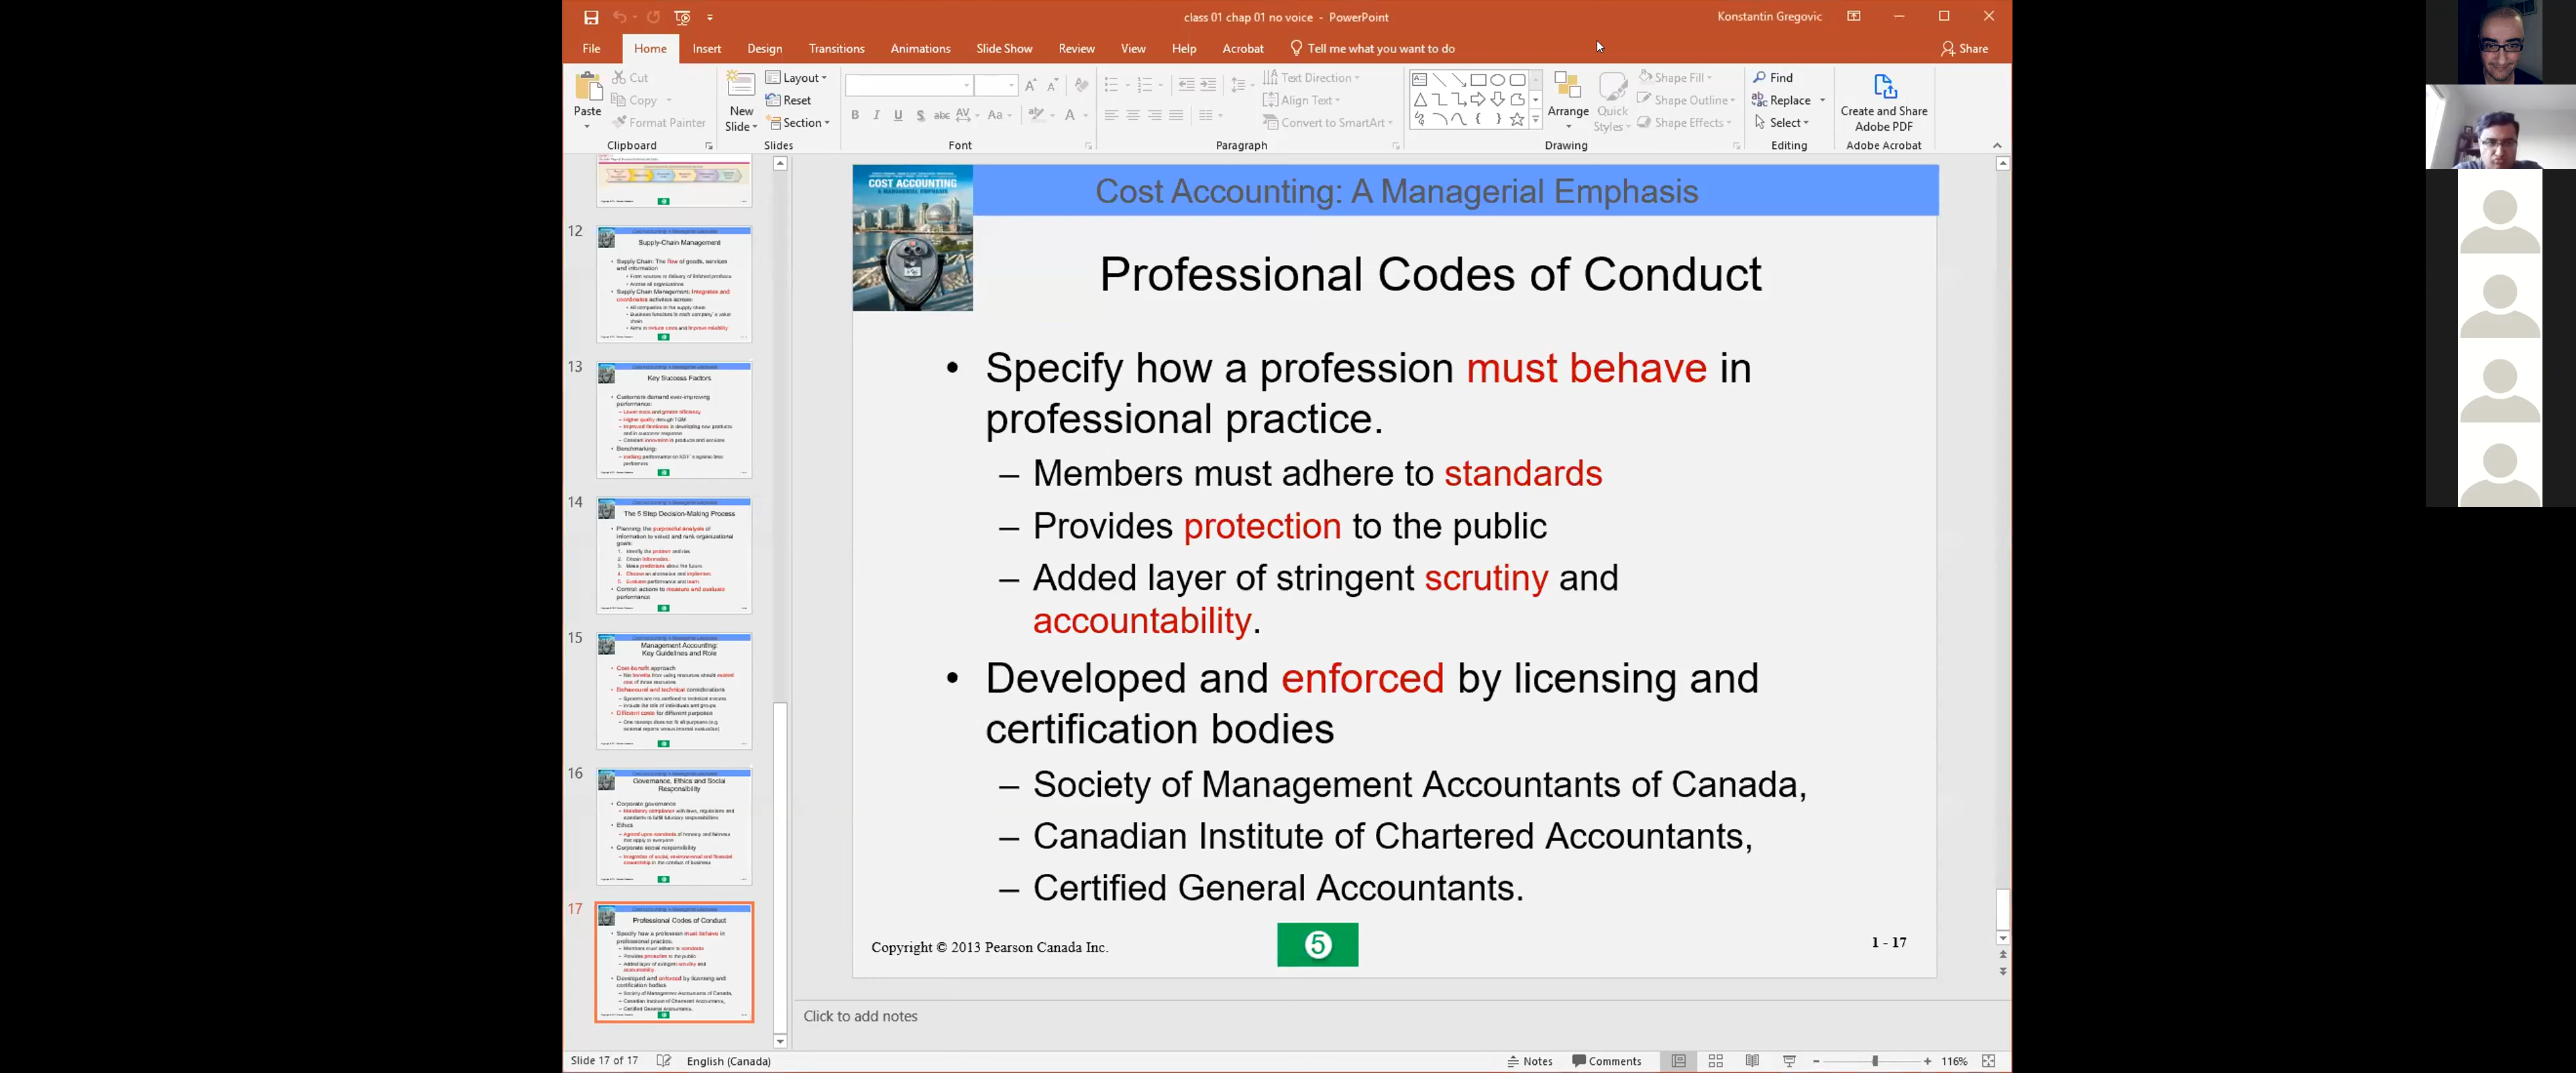 class 01 chap 01 no voice - PowerPoint
Konstantin Gregovic
File Home Insert Design Transitions Animations Slide Show Review View Help Acrobat Tell me what you want to do
Share
Paste
Cut
Copy
Format Painter
Clipboard
New Slide
Layout
Reset
Section
Slides
B I U S abc AV Aa A
Font
Text Direction
Align Text
Convert to SmartArt
Paragraph
Arrange
Quick Styles
Shape Fill
Shape Outline
Shape Effects
Drawing
Find
Replace
Select
Editing
Create and Share Adobe PDF
Adobe Acrobat
12
Supply-Chain Management
13
Key Success Factors
14
The 5 Step Decision-Making Process
15
Management Accounting:
Key Guidelines and Role
16
Governance, Ethics and Social
Responsibility
17
Professional Codes of Conduct
COST ACCOUNTING
A MANAGERIAL EMPHASIS
Cost Accounting: A Managerial Emphasis
Professional Codes of Conduct
• Specify how a profession must behave in
professional practice.
– Members must adhere to standards
– Provides protection to the public
– Added layer of stringent scrutiny and
accountability.
• Developed and enforced by licensing and
certification bodies
– Society of Management Accountants of Canada,
– Canadian Institute of Chartered Accountants,
– Certified General Accountants.
Copyright © 2013 Pearson Canada Inc.
5
1 - 17
Click to add notes
Slide 17 of 17
English (Canada)
Notes
Comments
116%